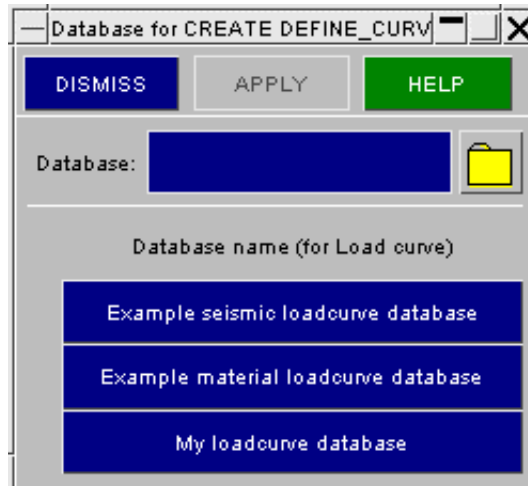 Database for CREATE DEFINE_CURV
DISMISS APPLY HELP
Database:
Database name (for Load curve)
Example seismic loadcurve database
Example material loadcurve database
My loadcurve database